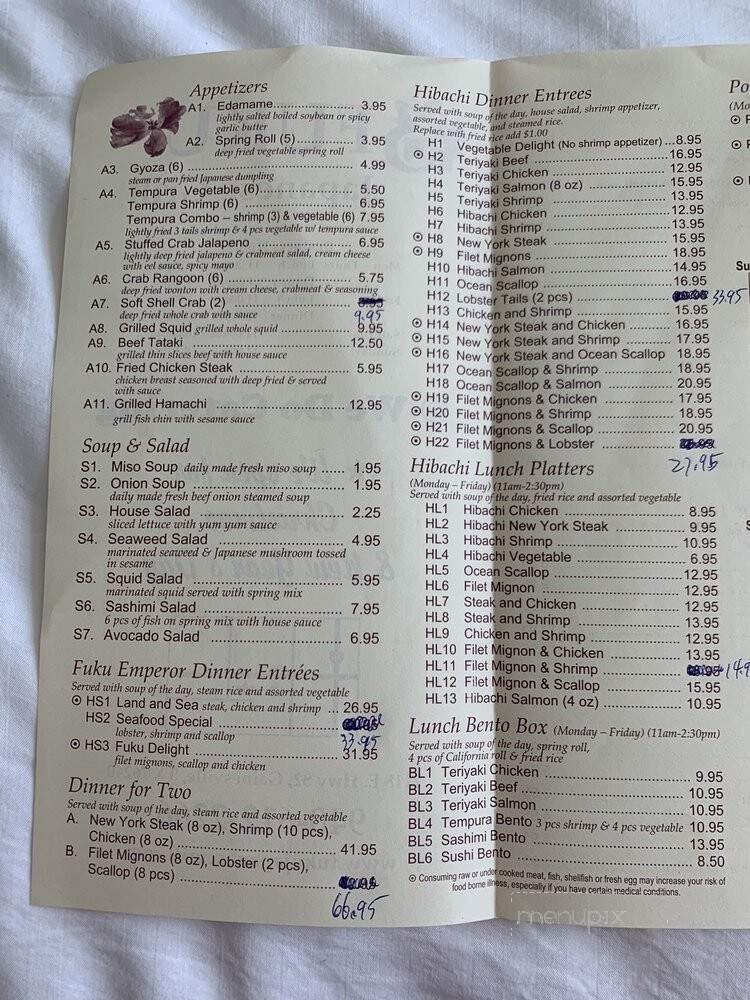 Appetizers
A1. Edamame 3.95
lightly salted boiled soybean or spicy
garlic butter
A2. Spring Roll (5) 3.95
deep fried vegetable spring roll
A3. Gyoza (6) 4.99
steam or pan fried Japanese dumpling
A4. Tempura Vegetable (6) 5.50
Tempura Shrimp (6) 6.95
Tempura Combo – shrimp (3) & vegetable (6) 7.95
lightly fried 3 tails shrimp & 4 pcs vegetable w/ tempura sauce
A5. Stuffed Crab Jalapeno 6.95
lightly deep fried jalapeno & crabmeat salad, cream cheese
with eel sauce, spicy mayo
A6. Crab Rangoon (6) 5.75
deep fried wonton with cream cheese, crabmeat & seasoning
A7. Soft Shell Crab (2)
deep fried whole crab with sauce 9.95
A8. Grilled Squid grilled whole squid 9.95
A9. Beef Tataki 12.50
grilled thin slices beef with house sauce
A10. Fried Chicken Steak 5.95
chicken breast seasoned with deep fried & served
with sauce
A11. Grilled Hamachi 12.95
grill fish chin with sesame sauce
Soup & Salad
S1. Miso Soup daily made fresh miso soup 1.95
S2. Onion Soup 1.95
daily made fresh beef onion steamed soup
S3. House Salad 2.25
sliced lettuce with yum yum sauce
S4. Seaweed Salad 4.95
marinated seaweed & Japanese mushroom tossed
in sesame
S5. Squid Salad 5.95
marinated squid served with spring mix
S6. Sashimi Salad 7.95
6 pcs of fish on spring mix with house sauce
S7. Avocado Salad 6.95
Fuku Emperor Dinner Entrées
Served with soup of the day, steam rice and assorted vegetable
HS1 Land and Sea steak, chicken and shrimp 26.95
HS2 Seafood Special
lobster, shrimp and scallop 33.95
HS3 Fuku Delight 31.95
filet mignons, scallop and chicken
Dinner for Two
Served with soup of the day, steam rice and assorted vegetable
A. New York Steak (8 oz), Shrimp (10 pcs),
Chicken (8 oz) 41.95
B. Filet Mignons (8 oz), Lobster (2 pcs),
Scallop (8 pcs)
66.95
Hibachi Dinner Entrees
Served with soup of the day, house salad, shrimp appetizer,
assorted vegetable, and steamed rice.
Replace with fried rice add $1.00
H1 Vegetable Delight (No shrimp appetizer) 8.95
H2 Teriyaki Beef 16.95
H3 Teriyaki Chicken 12.95
H4 Teriyaki Salmon (8 oz) 15.95
H5 Teriyaki Shrimp 13.95
H6 Hibachi Chicken 12.95
H7 Hibachi Shrimp 13.95
H8 New York Steak 15.95
H9 Filet Mignons 18.95
H10 Hibachi Salmon 14.95
H11 Ocean Scallop 16.95
H12 Lobster Tails (2 pcs) 33.95
H13 Chicken and Shrimp 15.95
H14 New York Steak and Chicken 16.95
H15 New York Steak and Shrimp 17.95
H16 New York Steak and Ocean Scallop 18.95
H17 Ocean Scallop & Shrimp 18.95
H18 Ocean Scallop & Salmon 20.95
H19 Filet Mignons & Chicken 17.95
H20 Filet Mignons & Shrimp 18.95
H21 Filet Mignons & Scallop 20.95
H22 Filet Mignons & Lobster
27.95
Hibachi Lunch Platters
(Monday – Friday) (11am-2:30pm)
Served with soup of the day, fried rice and assorted vegetable
HL1 Hibachi Chicken 8.95
HL2 Hibachi New York Steak 9.95
HL3 Hibachi Shrimp 10.95
HL4 Hibachi Vegetable 6.95
HL5 Ocean Scallop 12.95
HL6 Filet Mignon 12.95
HL7 Steak and Chicken 12.95
HL8 Steak and Shrimp 13.95
HL9 Chicken and Shrimp 12.95
HL10 Filet Mignon & Chicken 13.95
HL11 Filet Mignon & Shrimp
HL12 Filet Mignon & Scallop 15.95
HL13 Hibachi Salmon (4 oz) 10.95
Lunch Bento Box (Monday – Friday) (11am-2:30pm)
Served with soup of the day, spring roll,
4 pcs of California roll & fried rice
BL1 Teriyaki Chicken 9.95
BL2 Teriyaki Beef 10.95
BL3 Teriyaki Salmon 10.95
BL4 Tempura Bento 3 pcs shrimp & 4 pcs vegetable 10.95
BL5 Sashimi Bento 13.95
BL6 Sushi Bento 8.50
Consuming raw or under cooked meat, fish, shellfish or fresh egg may increase your risk of
food borne illness, especially if you have certain medical conditions.
menupix